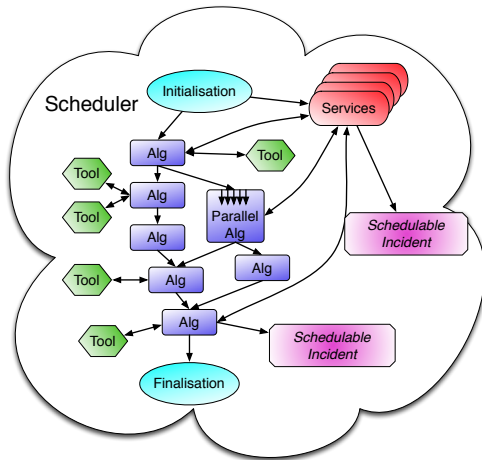 Initialisation
Scheduler
Services
Alg
Tool
Tool
Alg
Tool
Parallel
Alg
Alg
Schedulable
Incident
Tool
Alg
Alg
Tool
Alg
Schedulable
Incident
Finalisation